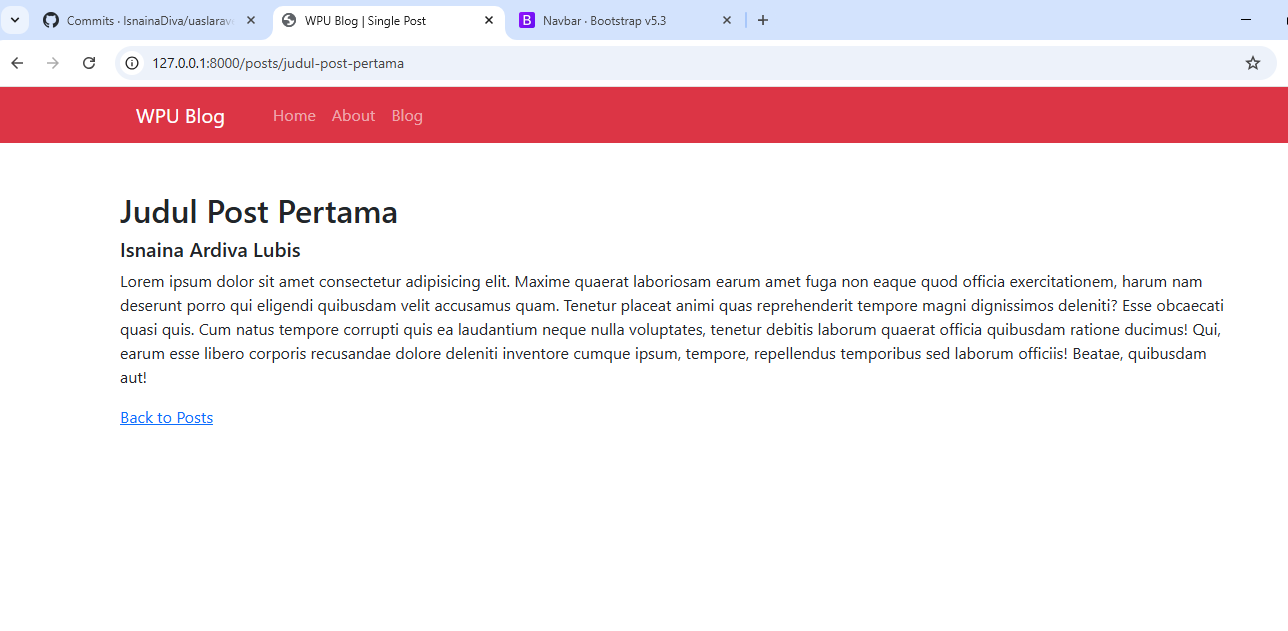 Commits · IsnainaDiva/uaslarave
WPU Blog | Single Post
B
Navbar · Bootstrap v5.3
127.0.0.1:8000/posts/judul-post-pertama
WPU Blog Home About Blog
Judul Post Pertama
Isnaina Ardiva Lubis
Lorem ipsum dolor sit amet consectetur adipisicing elit. Maxime quaerat laboriosam earum amet fuga non eaque quod officia exercitationem, harum nam
deserunt porro qui eligendi quibusdam velit accusamus quam. Tenetur placeat animi quas reprehenderit tempore magni dignissimos deleniti? Esse obcaecati
quasi quis. Cum natus tempore corrupti quis ea laudantium neque nulla voluptates, tenetur debitis laborum quaerat officia quibusdam ratione ducimus! Qui,
earum esse libero corporis recusandae dolore deleniti inventore cumque ipsum, tempore, repellendus temporibus sed laborum officiis! Beatae, quibusdam
aut!
Back to Posts